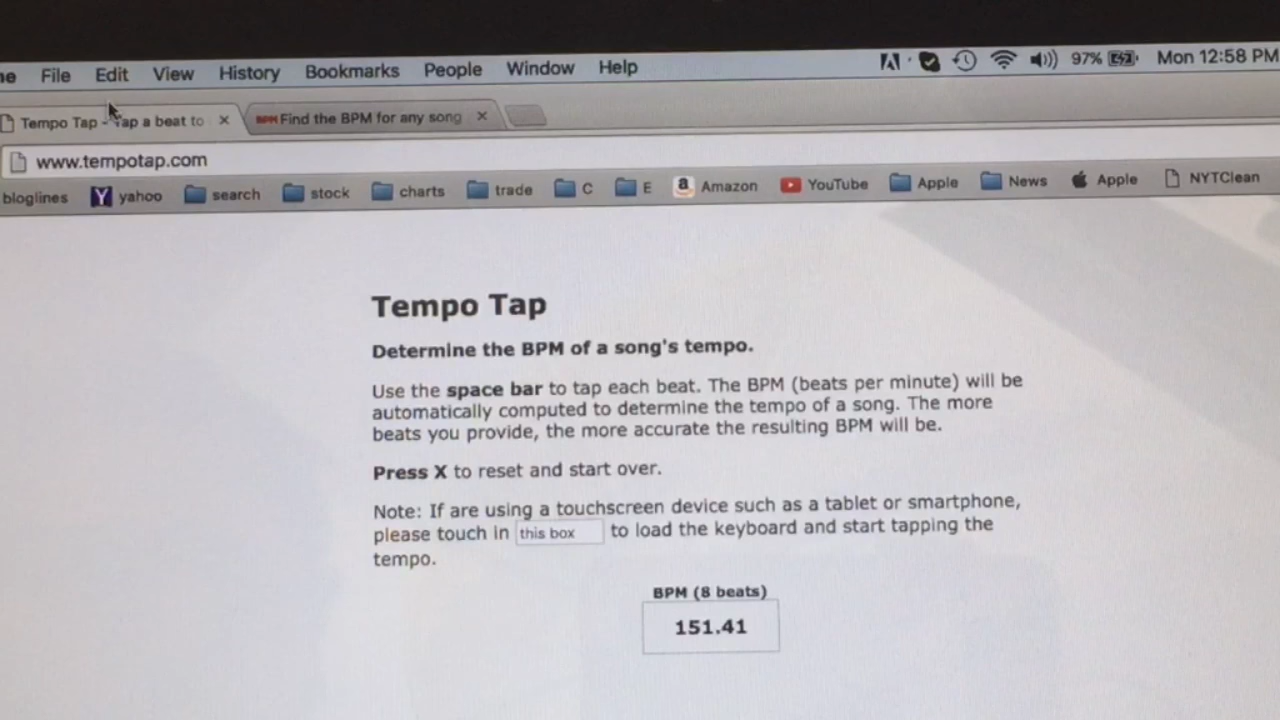 File Edit View History Bookmarks People Window Help 97% Mon 12:58 PM
Tempo Tap - Tap a beat to BPM Find the BPM for any song
www.tempotap.com
bloglines yahoo search stock charts trade C E Amazon YouTube Apple News Apple NYTClean
Tempo Tap
Determine the BPM of a song's tempo.
Use the space bar to tap each beat. The BPM (beats per minute) will be
automatically computed to determine the tempo of a song. The more
beats you provide, the more accurate the resulting BPM will be.
Press X to reset and start over.
Note: If are using a touchscreen device such as a tablet or smartphone,
please touch in this box to load the keyboard and start tapping the
tempo.
BPM (8 beats)
151.41